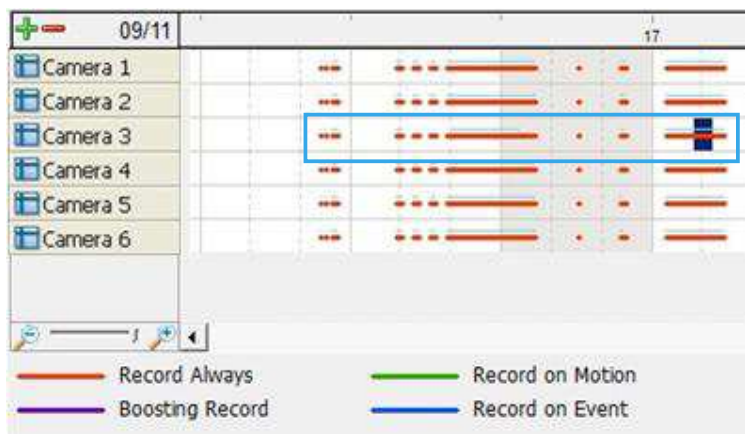 09/11
17
Camera 1
Camera 2
Camera 3
Camera 4
Camera 5
Camera 6
Record Always Record on Motion
Boosting Record Record on Event